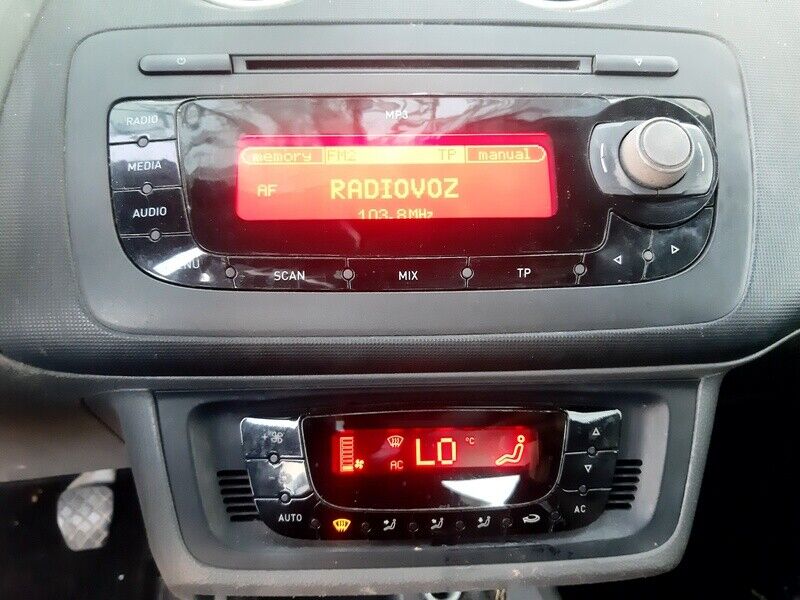 MP3
RADIO
MEDIA
AUDIO
memory FM2 TP manual
AF RADIOVOZ
103.8MHz
NU SCAN MIX TP
LO °C
AC
AUTO AC